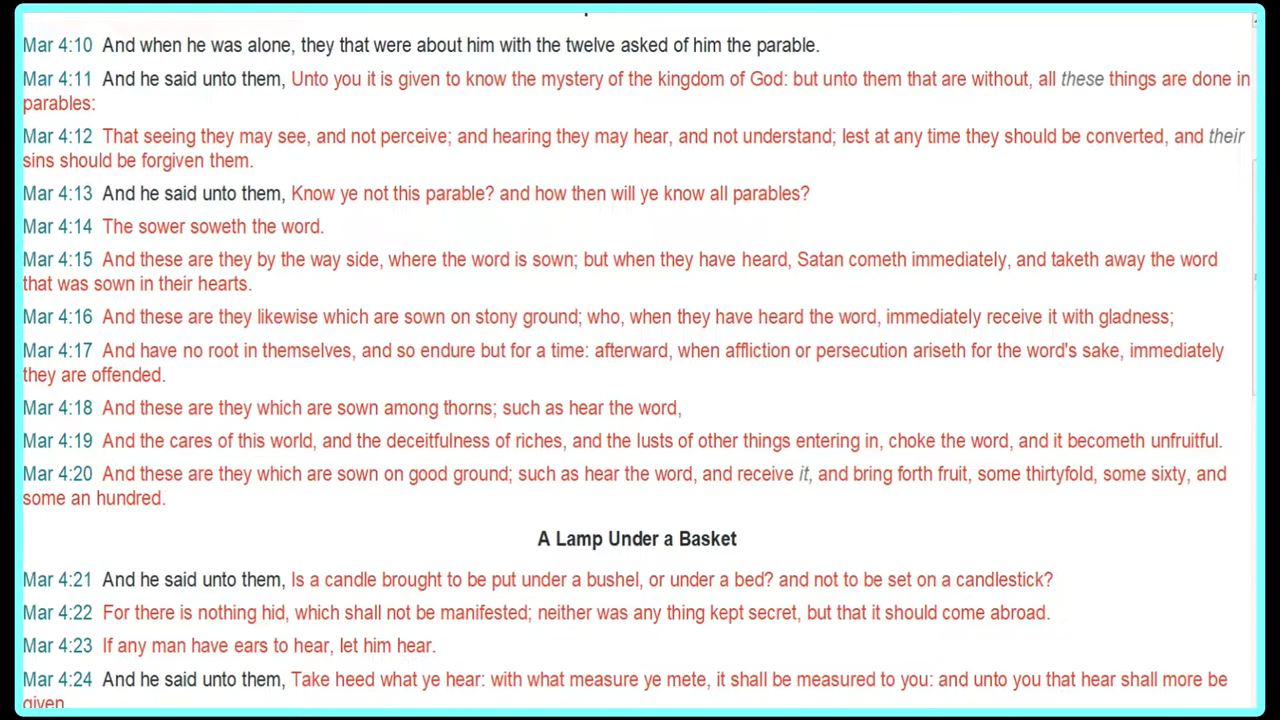 Mar 4:10 And when he was alone, they that were about him with the twelve asked of him the parable.
Mar 4:11 And he said unto them, Unto you it is given to know the mystery of the kingdom of God: but unto them that are without, all these things are done in
parables:
Mar 4:12 That seeing they may see, and not perceive; and hearing they may hear, and not understand; lest at any time they should be converted, and their
sins should be forgiven them.
Mar 4:13 And he said unto them, Know ye not this parable? and how then will ye know all parables?
Mar 4:14 The sower soweth the word.
Mar 4:15 And these are they by the way side, where the word is sown; but when they have heard, Satan cometh immediately, and taketh away the word
that was sown in their hearts.
Mar 4:16 And these are they likewise which are sown on stony ground; who, when they have heard the word, immediately receive it with gladness;
Mar 4:17 And have no root in themselves, and so endure but for a time: afterward, when affliction or persecution ariseth for the word's sake, immediately
they are offended.
Mar 4:18 And these are they which are sown among thorns; such as hear the word,
Mar 4:19 And the cares of this world, and the deceitfulness of riches, and the lusts of other things entering in, choke the word, and it becometh unfruitful.
Mar 4:20 And these are they which are sown on good ground; such as hear the word, and receive it, and bring forth fruit, some thirtyfold, some sixty, and
some an hundred.
A Lamp Under a Basket
Mar 4:21 And he said unto them, Is a candle brought to be put under a bushel, or under a bed? and not to be set on a candlestick?
Mar 4:22 For there is nothing hid, which shall not be manifested; neither was any thing kept secret, but that it should come abroad.
Mar 4:23 If any man have ears to hear, let him hear.
Mar 4:24 And he said unto them, Take heed what ye hear: with what measure ye mete, it shall be measured to you: and unto you that hear shall more be
given.